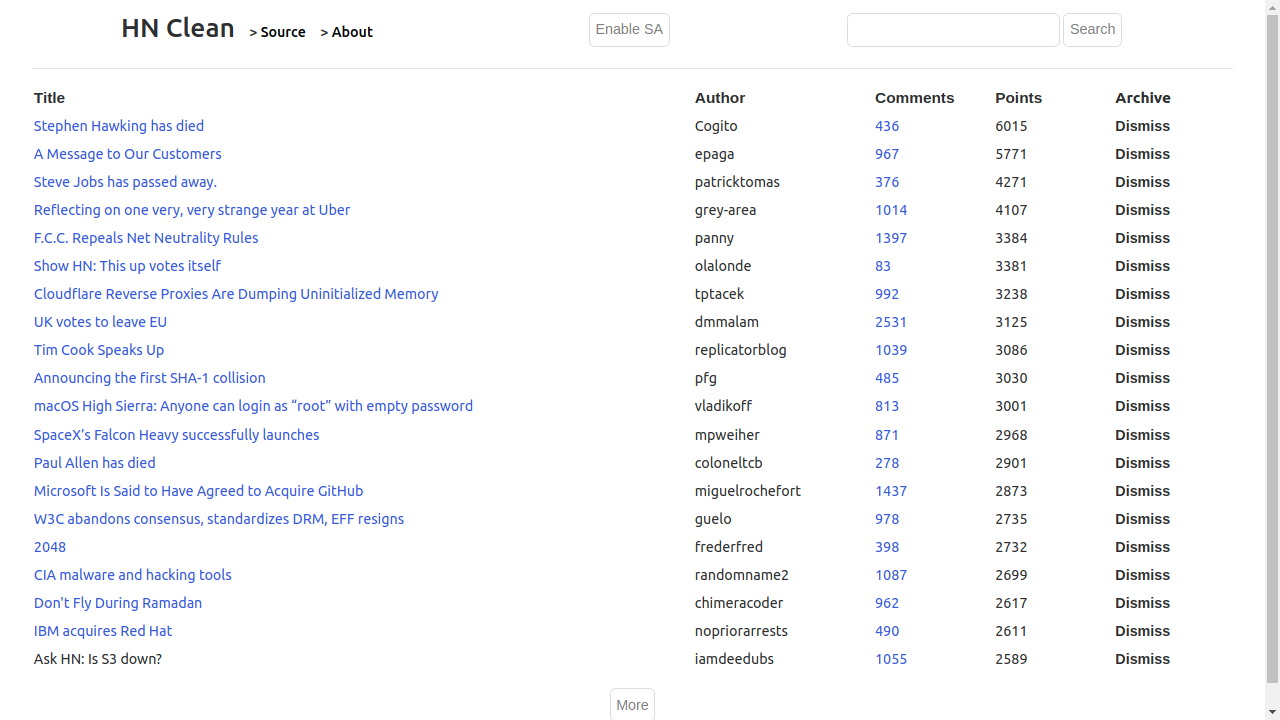 HN Clean > Source > About Enable SA Search
Title Author Comments Points Archive
Stephen Hawking has died Cogito 436 6015 Dismiss
A Message to Our Customers epaga 967 5771 Dismiss
Steve Jobs has passed away. patricktomas 376 4271 Dismiss
Reflecting on one very, very strange year at Uber grey-area 1014 4107 Dismiss
F.C.C. Repeals Net Neutrality Rules panny 1397 3384 Dismiss
Show HN: This up votes itself olalonde 83 3381 Dismiss
Cloudflare Reverse Proxies Are Dumping Uninitialized Memory tptacek 992 3238 Dismiss
UK votes to leave EU dmmalam 2531 3125 Dismiss
Tim Cook Speaks Up replicatorblog 1039 3086 Dismiss
Announcing the first SHA-1 collision pfg 485 3030 Dismiss
macOS High Sierra: Anyone can login as “root” with empty password vladikoff 813 3001 Dismiss
SpaceX’s Falcon Heavy successfully launches mpweiher 871 2968 Dismiss
Paul Allen has died coloneltcb 278 2901 Dismiss
Microsoft Is Said to Have Agreed to Acquire GitHub miguelrochefort 1437 2873 Dismiss
W3C abandons consensus, standardizes DRM, EFF resigns guelo 978 2735 Dismiss
2048 frederfred 398 2732 Dismiss
CIA malware and hacking tools randomname2 1087 2699 Dismiss
Don't Fly During Ramadan chimeracoder 962 2617 Dismiss
IBM acquires Red Hat nopriorarrests 490 2611 Dismiss
Ask HN: Is S3 down? iamdeedubs 1055 2589 Dismiss
More